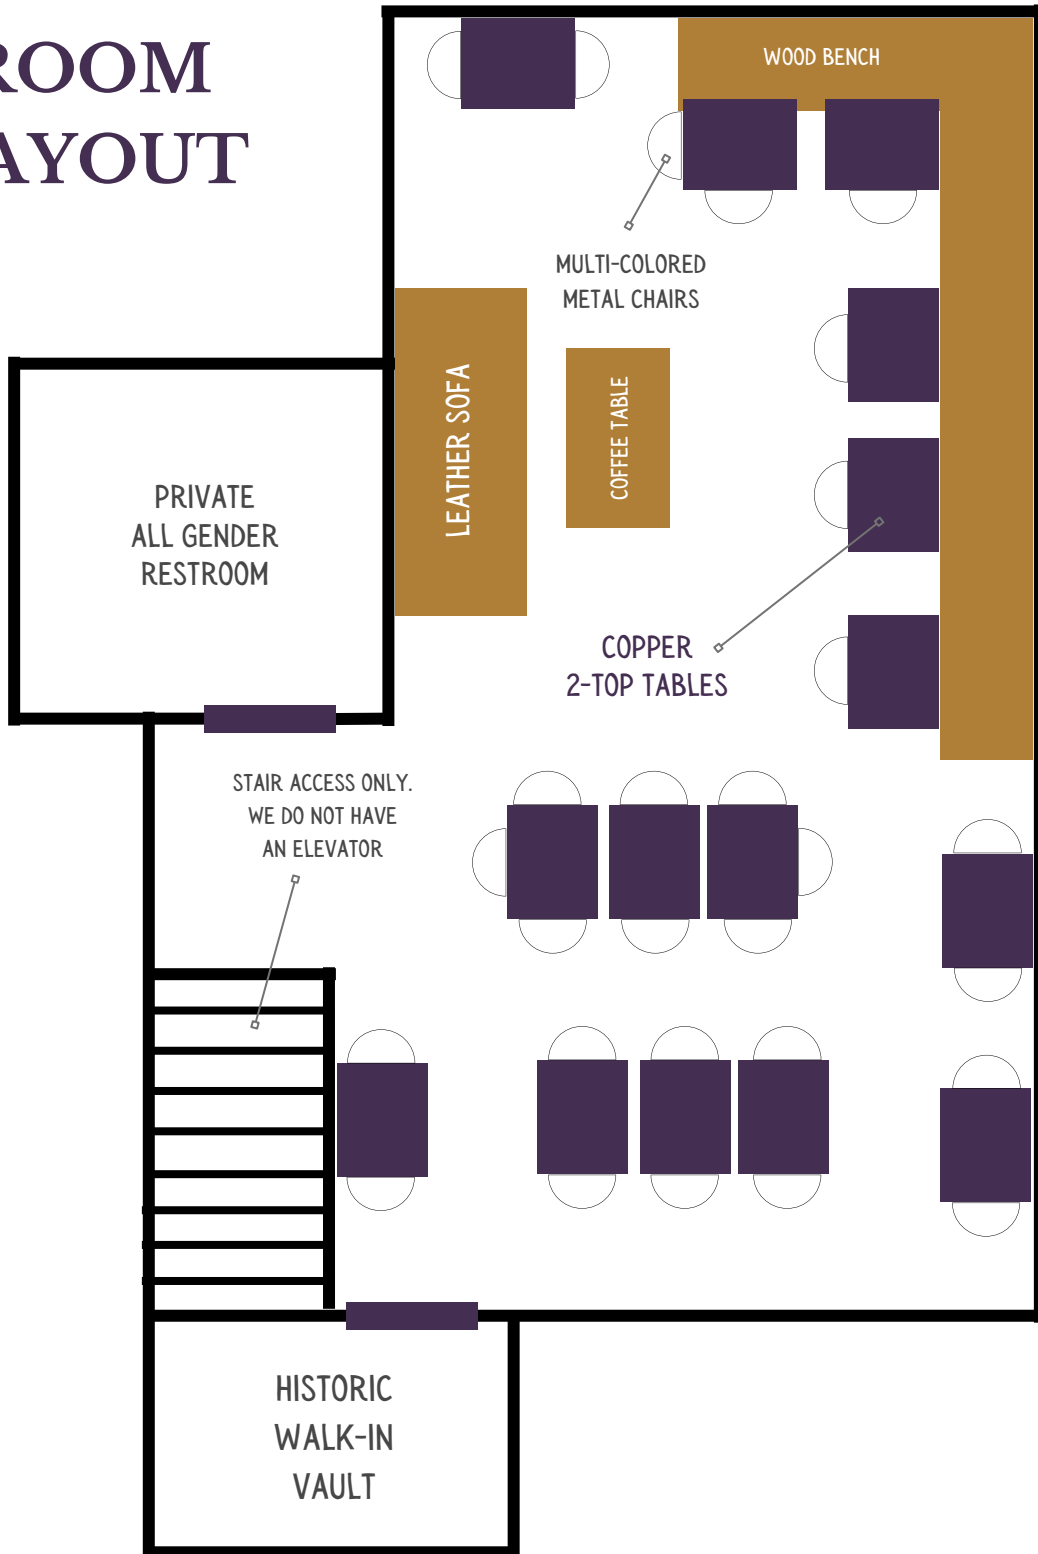 ROOM
AYOUT
WOOD BENCH
MULTI-COLORED
METAL CHAIRS
LEATHER SOFA
COFFEE TABLE
PRIVATE
ALL GENDER
RESTROOM
COPPER
2-TOP TABLES
STAIR ACCESS ONLY.
WE DO NOT HAVE
AN ELEVATOR
HISTORIC
WALK-IN
VAULT